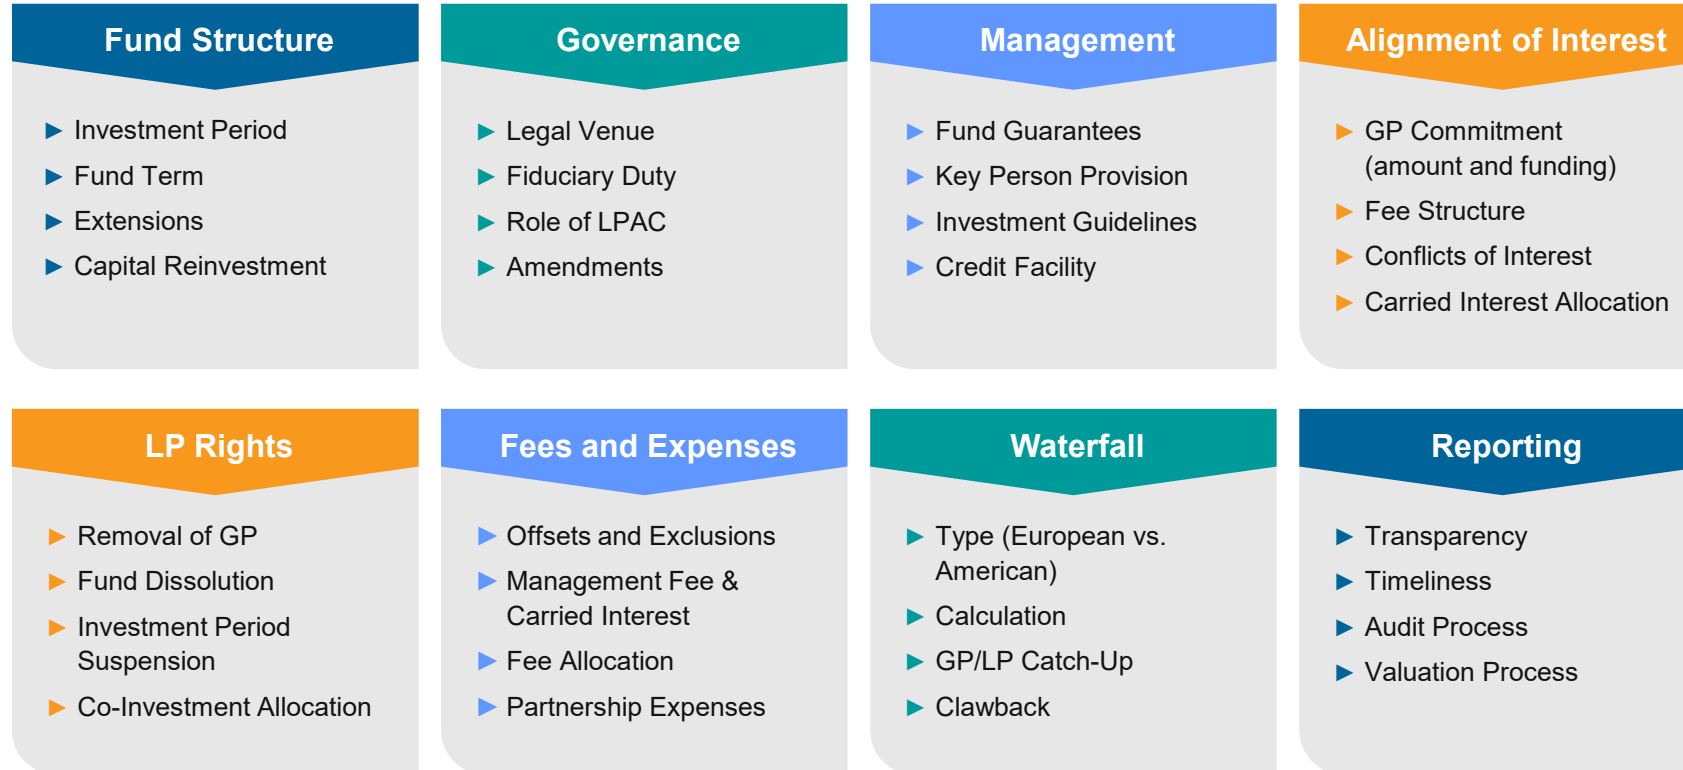 Fund Structure
Investment Period
Fund Term
Extensions
Capital Reinvestment
Governance
Legal Venue
Fiduciary Duty
Role of LPAC
Amendments
Management
Fund Guarantees
Key Person Provision
Investment Guidelines
Credit Facility
Alignment of Interest
GP Commitment
(amount and funding)
Fee Structure
Conflicts of Interest
Carried Interest Allocation
LP Rights
Removal of GP
Fund Dissolution
Investment Period
Suspension
Co-Investment Allocation
Fees and Expenses
Offsets and Exclusions
Management Fee &
Carried Interest
Fee Allocation
Partnership Expenses
Waterfall
Type (European vs.
American)
Calculation
GP/LP Catch-Up
Clawback
Reporting
Transparency
Timeliness
Audit Process
Valuation Process